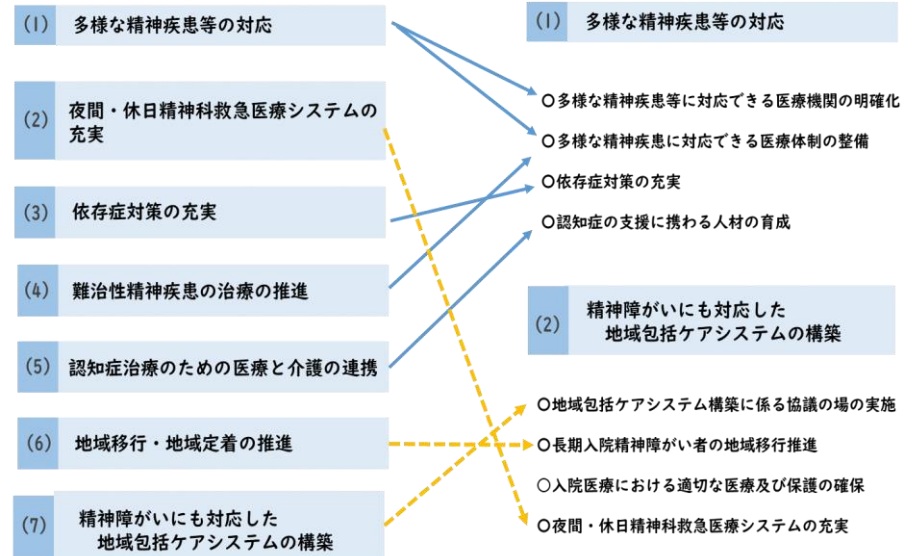 (1) 多様な精神疾患等の対応
(2) 夜間・休日精神科救急医療システムの
充実
(3) 依存症対策の充実
(4) 難治性精神疾患の治療の推進
(5) 認知症治療のための医療と介護の連携
(6) 地域移行・地域定着の推進
(7) 精神障がいにも対応した
地域包括ケアシステムの構築
(1) 多様な精神疾患等の対応
○多様な精神疾患等に対応できる医療機関の明確化
○多様な精神疾患に対応できる医療体制の整備
○依存症対策の充実
○認知症の支援に携わる人材の育成
(2) 精神障がいにも対応した
地域包括ケアシステムの構築
○地域包括ケアシステム構築に係る協議の場の実施
○長期入院精神障がい者の地域移行推進
○入院医療における適切な医療及び保護の確保
○夜間・休日精神科救急医療システムの充実